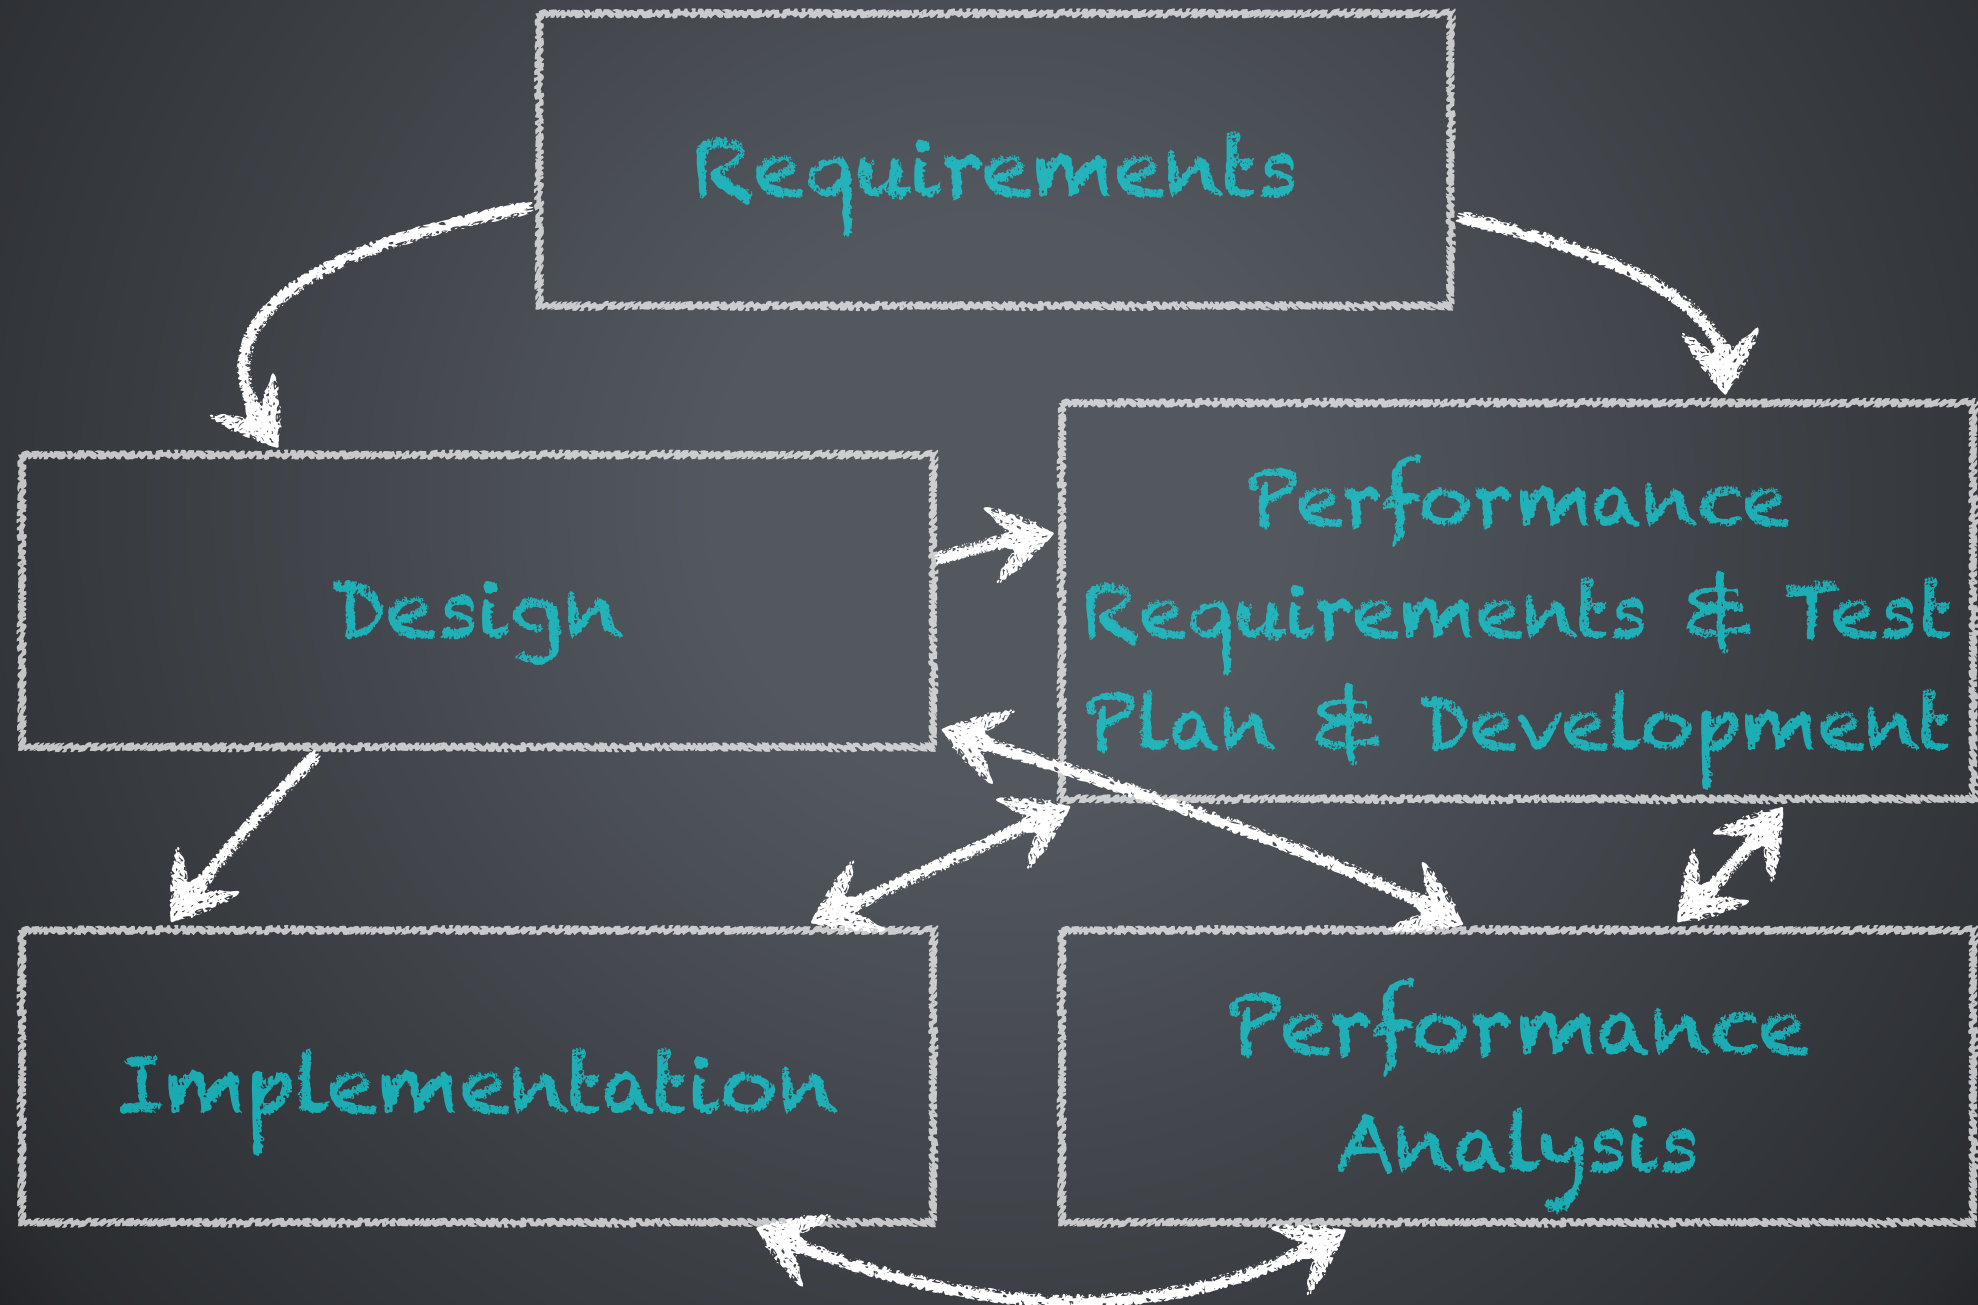 Requirements
Design
Performance
Requirements & Test
Plan & Development
Implementation
Performance
Analysis